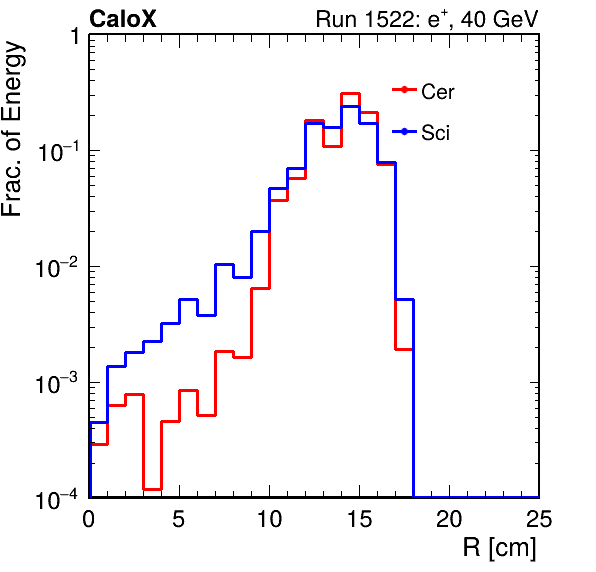 CaloX Run 1522: e⁺, 40 GeV
Frac. of Energy
1
10⁻¹
10⁻²
10⁻³
10⁻⁴
Cer
Sci
0 5 10 15 20 25
R [cm]